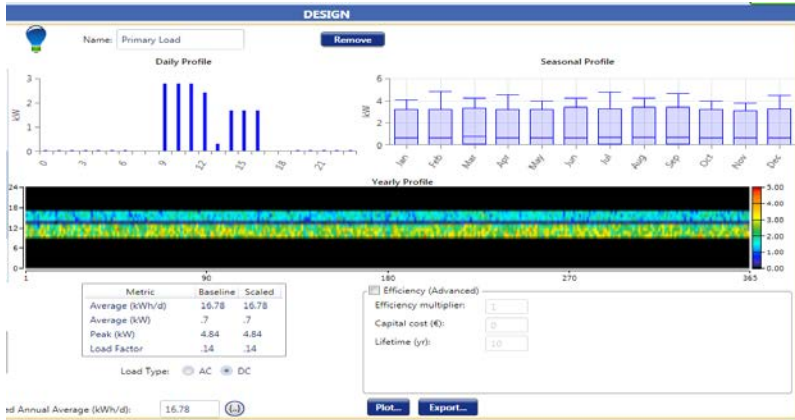 DESIGN
Name: Primary Load
Remove
Daily Profile
Seasonal Profile
kW
3
2
1
0
0 3 6 9 12 15 18 21
kW
6
4
2
0
Jan Feb Mar Apr May Jun Jul Aug Sep Oct Nov Dec
Yearly Profile
24
18
12
6
0
1 90 180 270 365
5.00
4.00
3.00
2.00
1.00
0.00
Metric Baseline Scaled
Average (kWh/d) 16.78 16.78
Average (kW) .7 .7
Peak (kW) 4.84 4.84
Load Factor .14 .14
Load Type: AC DC
Efficiency (Advanced)
Efficiency multiplier: 1
Capital cost (€): 0
Lifetime (yr): 10
ed Annual Average (kWh/d): 16.78 {..}
Plot... Export...